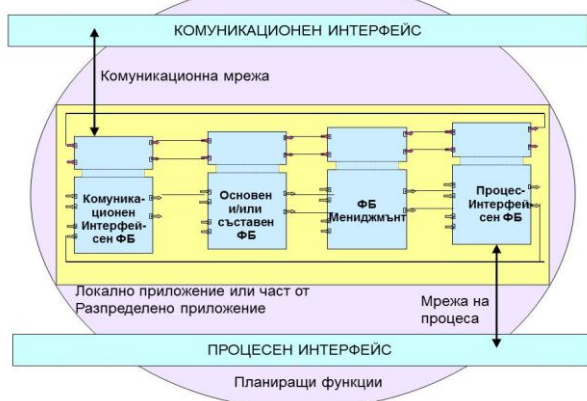 КОМУНИКАЦИОНЕН ИНТЕРФЕЙС
Комуникационна мрежа
Комуника-
ционен
Интерфей-
сен ФБ
Основен
и/или
съставен
ФБ
ФБ
Мениджмънт
Процес-
Интерфей-
сен ФБ
Локално приложение или част от
Разпределено приложение
Мрежа на
процеса
ПРОЦЕСЕН ИНТЕРФЕЙС
Планиращи функции